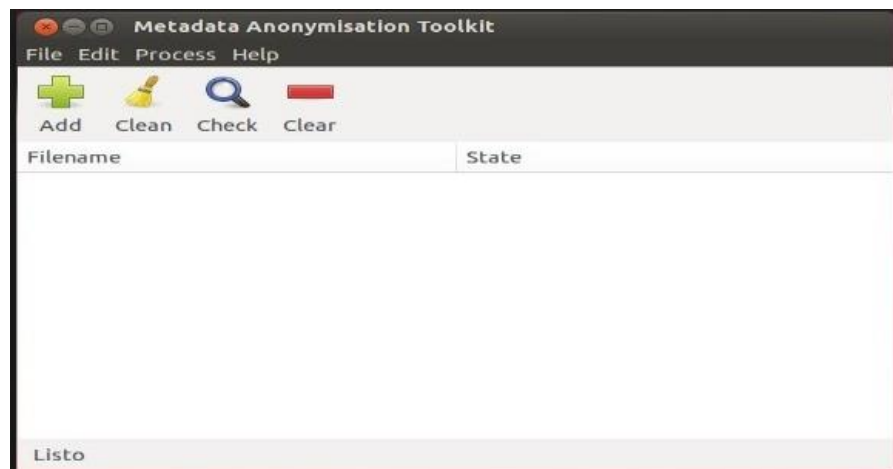 Metadata Anonymisation Toolkit
File Edit Process Help
Add Clean Check Clear
Filename State
Listo